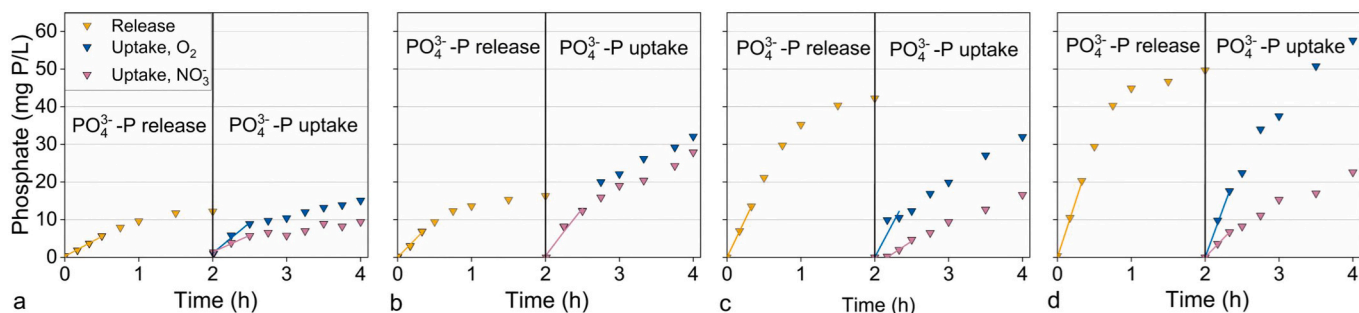 Phosphate (mg P/L)
60
50
40
30
20
10
0
Release
Uptake, O₂
Uptake, NO₃⁻
PO₄³⁻-P release
PO₄³⁻-P uptake
0 1 2 3 4
Time (h)
a
PO₄³⁻-P release
PO₄³⁻-P uptake
0 1 2 3 4
Time (h)
b
PO₄³⁻-P release
PO₄³⁻-P uptake
0 1 2 3 4
Time (h)
c
PO₄³⁻-P release
PO₄³⁻-P uptake
0 1 2 3 4
Time (h)
d